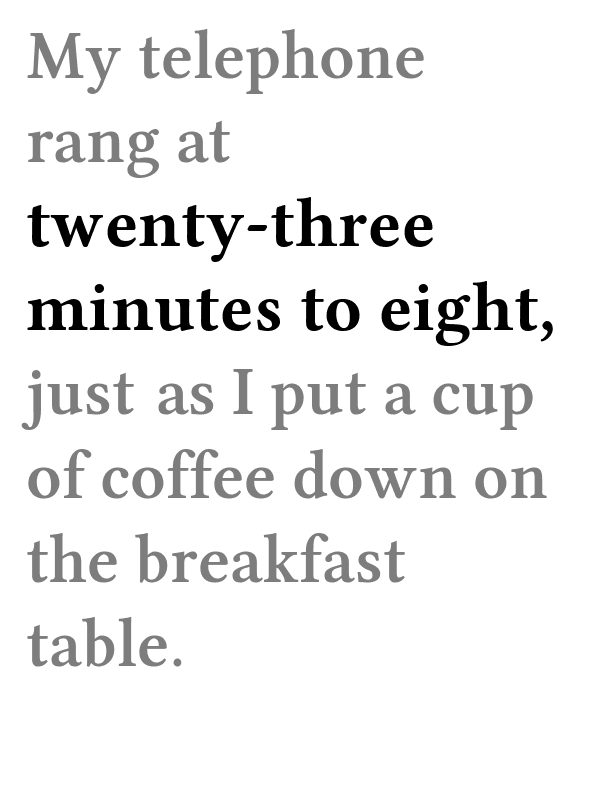 My telephone
rang at
twenty-three
minutes to eight,
just as I put a cup
of coffee down on
the breakfast
table.